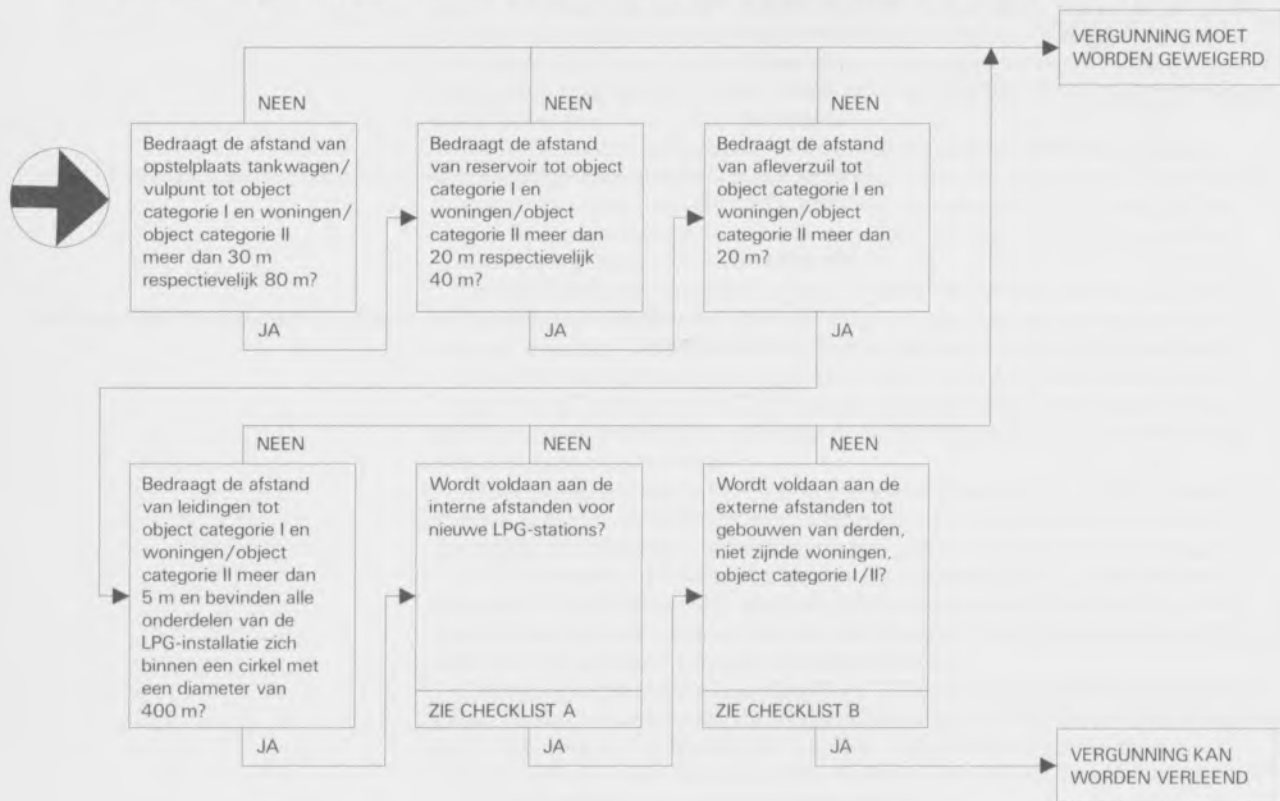 VERGUNNING MOET
WORDEN GEWEIGERD
NEEN
NEEN
NEEN
Bedraagt de afstand van
opstelplaats tankwagen/
vulpunt tot object
categorie I en woningen/
object categorie II
meer dan 30 m
respectievelijk 80 m?
JA
Bedraagt de afstand
van reservoir tot object
categorie I en
woningen/object
categorie II meer dan
20 m respectievelijk
40 m?
JA
Bedraagt de afstand
van afleverzuil tot
object categorie I en
woningen/object
categorie II meer dan
20 m?
JA
NEEN
NEEN
NEEN
Bedraagt de afstand
van leidingen tot
object categorie I en
woningen/object
categorie II meer dan
5 m en bevinden alle
onderdelen van de
LPG-installatie zich
binnen een cirkel met
een diameter van
400 m?
JA
Wordt voldaan aan de
interne afstanden voor
nieuwe LPG-stations?
ZIE CHECKLIST A
JA
Wordt voldaan aan de
externe afstanden tot
gebouwen van derden,
niet zijnde woningen,
object categorie I/II?
ZIE CHECKLIST B
JA
VERGUNNING KAN
WORDEN VERLEEND